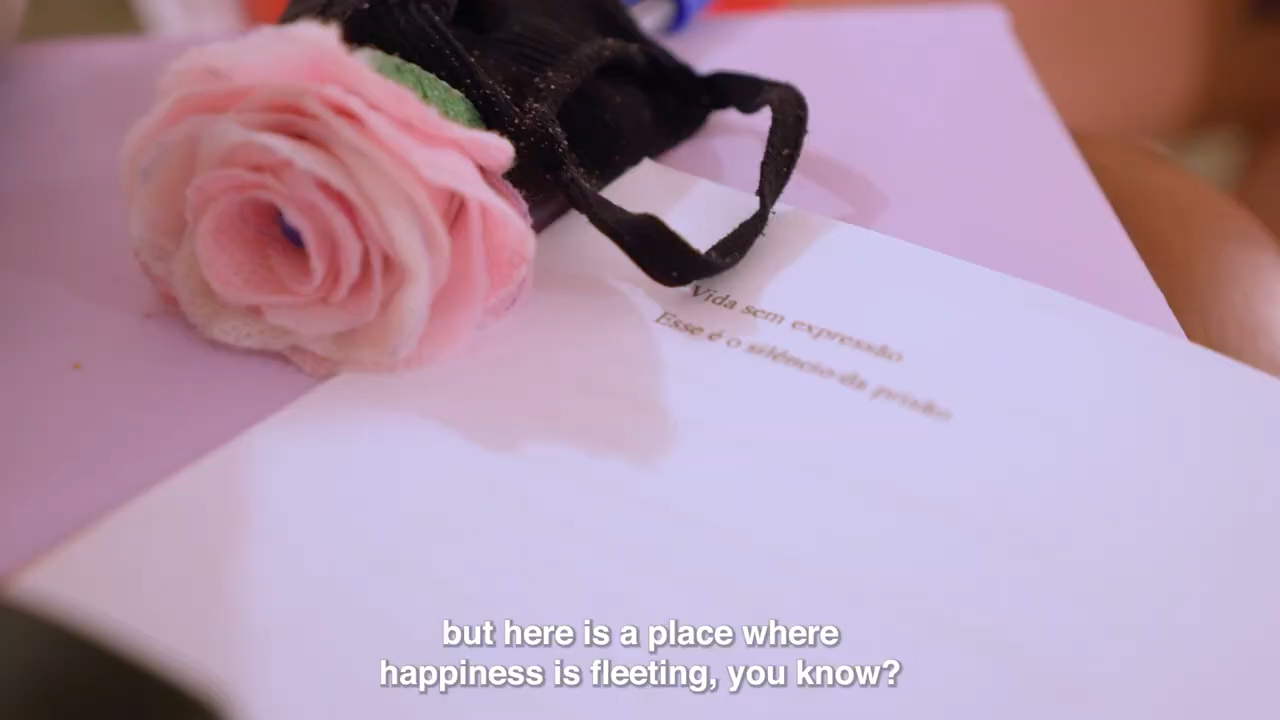 Vida sem expressão
Esse é o silêncio da prisão
but here is a place where
happiness is fleeting, you know?